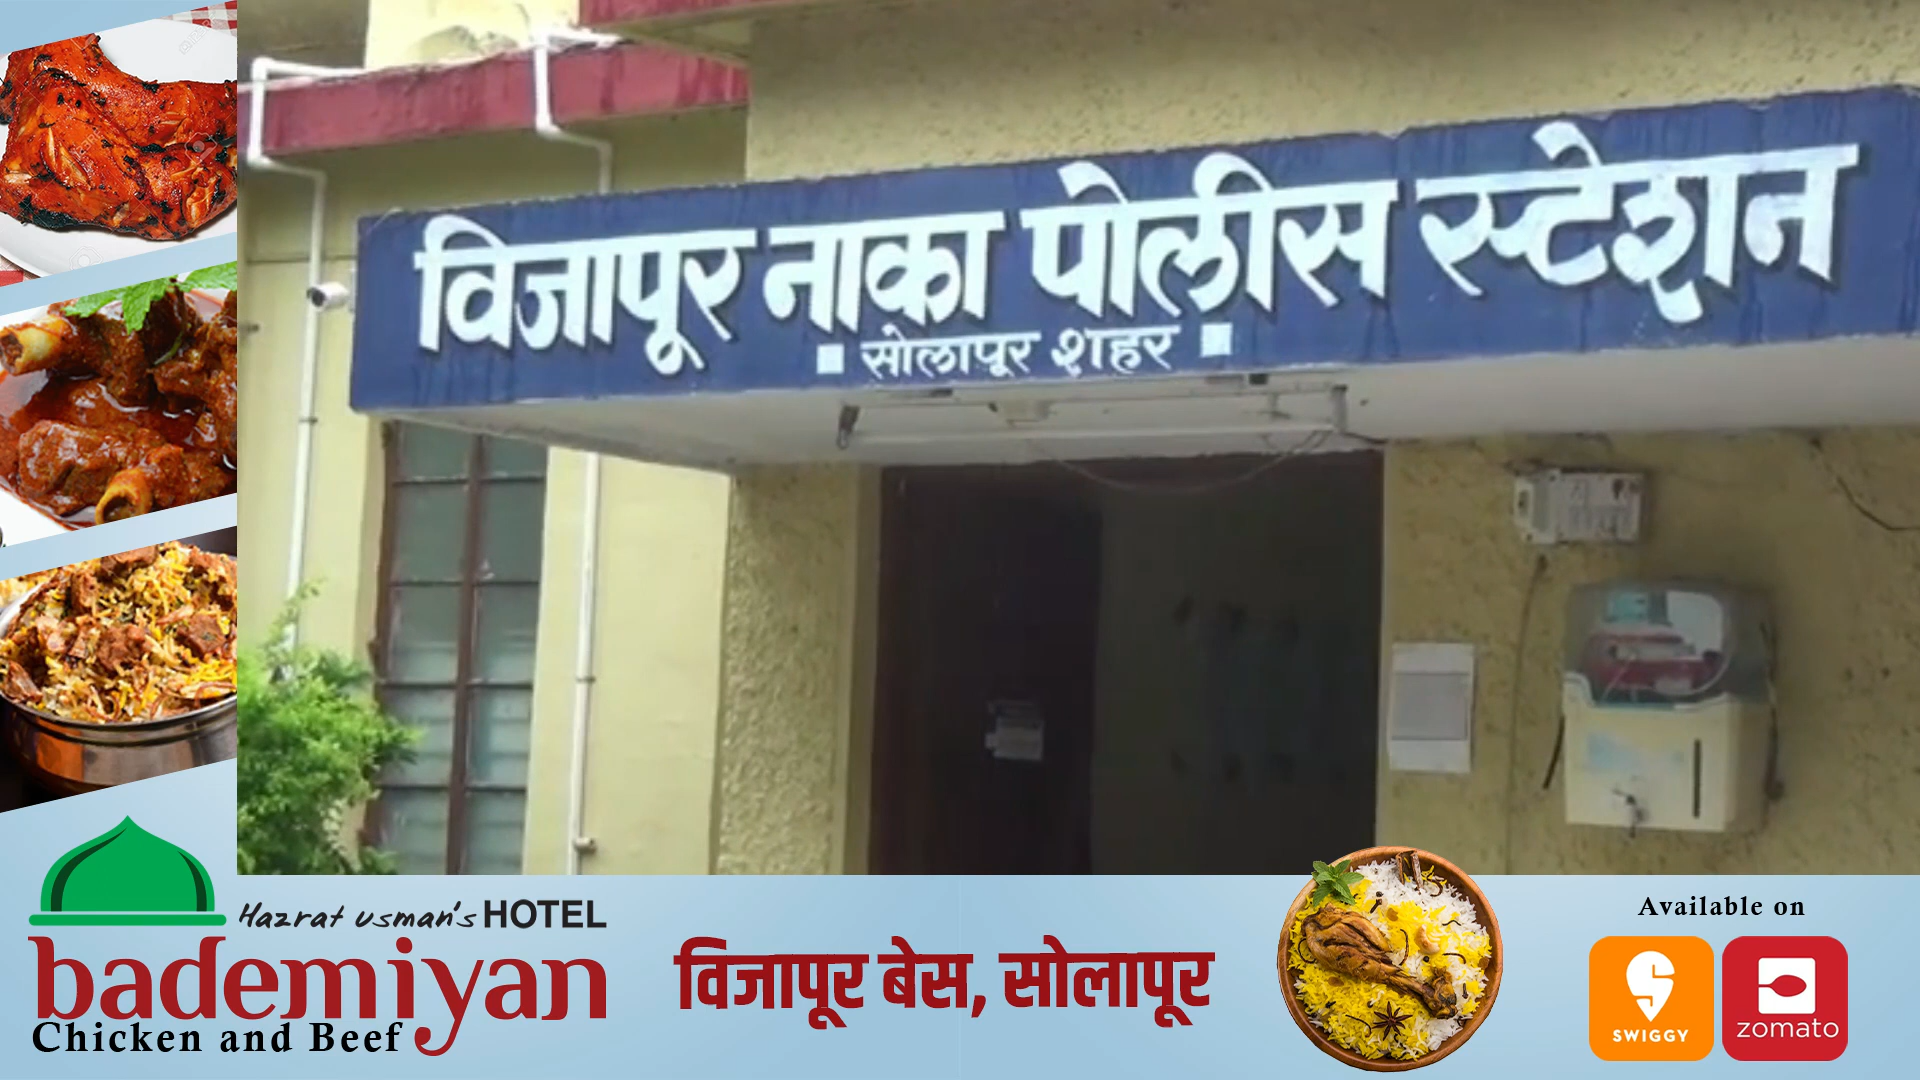 विजापूर नाका पोलीस स्टेशन
सोलापूर शहर
Hazrat Usman's HOTEL
bademiyan
Chicken and Beef
विजापूर बेस, सोलापूर
Available on
SWIGGY
zomato